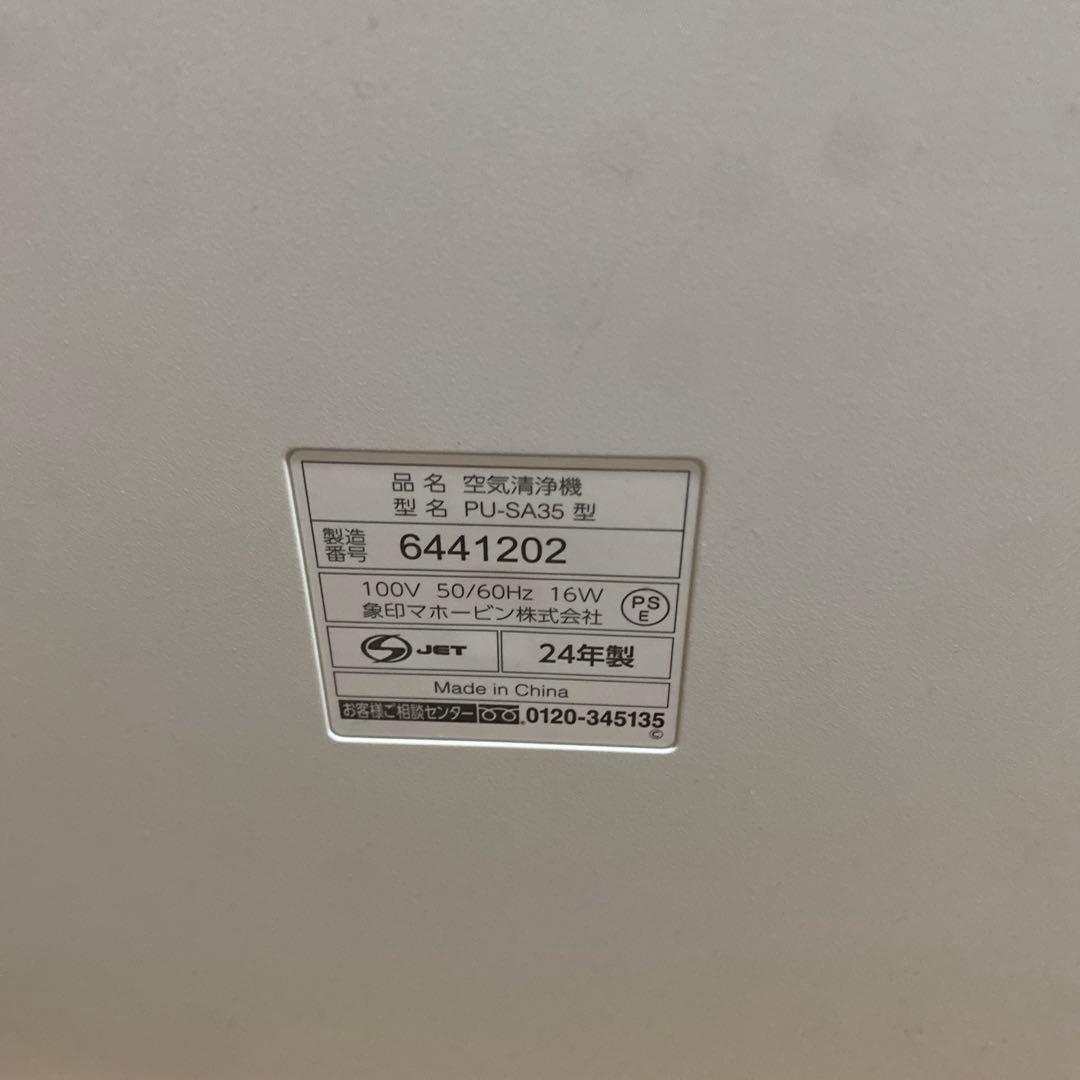 品名 空気清浄機
型名 PU-SA35 型
製造番号 6441202
100V 50/60Hz 16W
象印マホービン株式会社
PSE
JET
24年製
Made in China
お客様ご相談センター 0120-345135
©